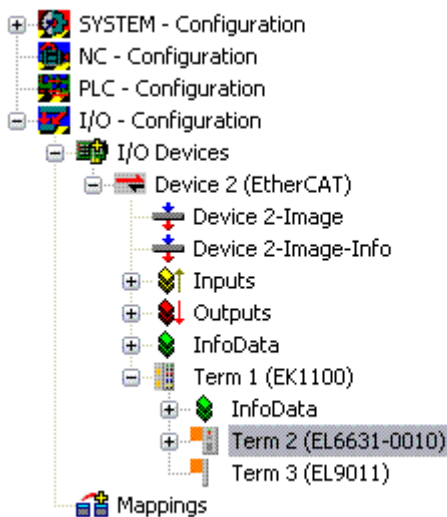 SYSTEM - Configuration
NC - Configuration
PLC - Configuration
I/O - Configuration
I/O Devices
Device 2 (EtherCAT)
Device 2-Image
Device 2-Image-Info
Inputs
Outputs
InfoData
Term 1 (EK1100)
InfoData
Term 2 (EL6631-0010)
Term 3 (EL9011)
Mappings